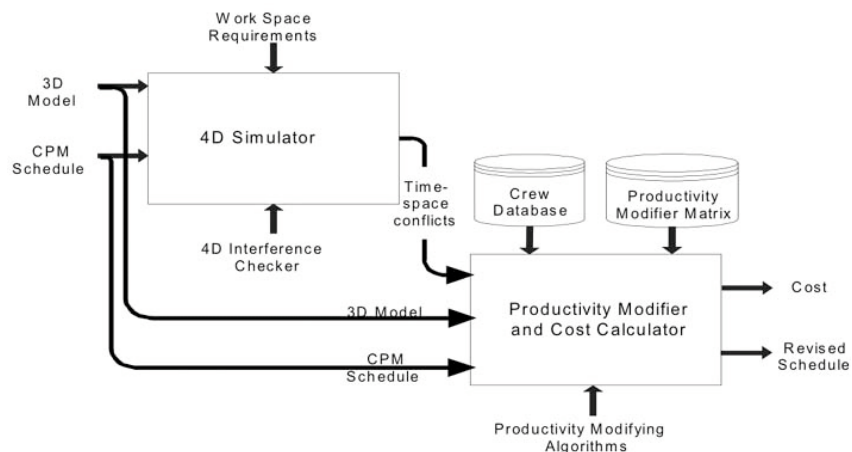 Work Space
Requirements
3D
Model
4D Simulator
CPM
Schedule
Time-
space
conflicts
Crew
Database
Productivity
Modifier Matrix
4D Interference
Checker
3D Model
Productivity Modifier
and Cost Calculator
Cost
CPM
Schedule
Revised
Schedule
Productivity Modifying
Algorithms